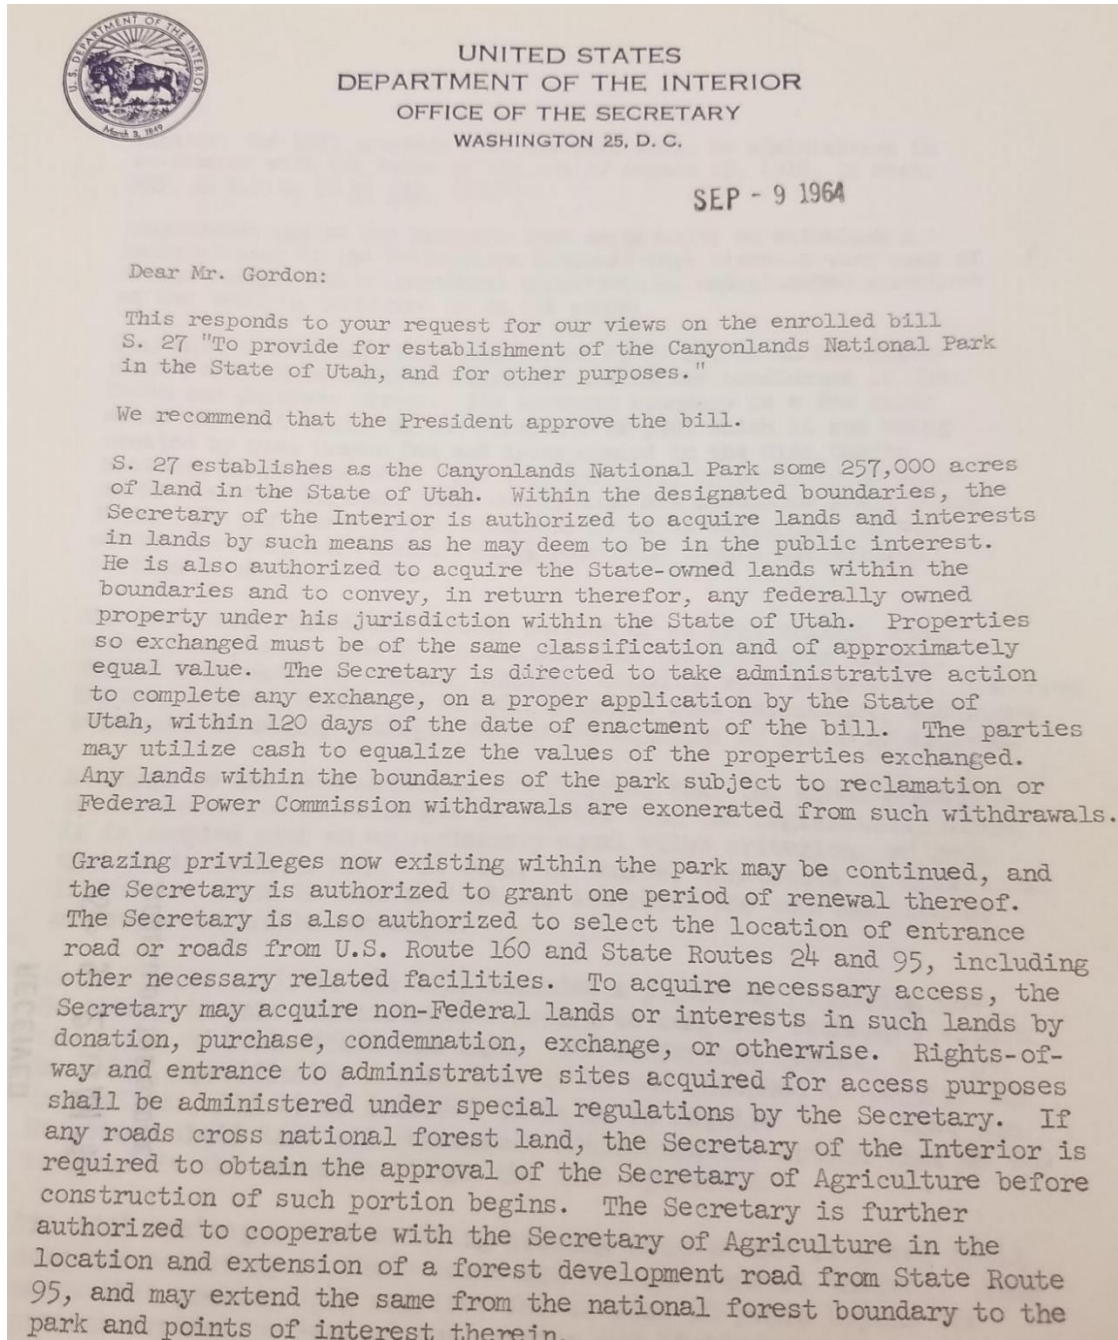 U. S. DEPARTMENT OF THE INTERIOR
March 3, 1849
UNITED STATES
DEPARTMENT OF THE INTERIOR
OFFICE OF THE SECRETARY
WASHINGTON 25, D. C.
SEP - 9 1964
Dear Mr. Gordon:
This responds to your request for our views on the enrolled bill
S. 27 "To provide for establishment of the Canyonlands National Park
in the State of Utah, and for other purposes."
We recommend that the President approve the bill.
S. 27 establishes as the Canyonlands National Park some 257,000 acres
of land in the State of Utah. Within the designated boundaries, the
Secretary of the Interior is authorized to acquire lands and interests
in lands by such means as he may deem to be in the public interest.
He is also authorized to acquire the State-owned lands within the
boundaries and to convey, in return therefor, any federally owned
property under his jurisdiction within the State of Utah. Properties
so exchanged must be of the same classification and of approximately
equal value. The Secretary is directed to take administrative action
to complete any exchange, on a proper application by the State of
Utah, within 120 days of the date of enactment of the bill. The parties
may utilize cash to equalize the values of the properties exchanged.
Any lands within the boundaries of the park subject to reclamation or
Federal Power Commission withdrawals are exonerated from such withdrawals.
Grazing privileges now existing within the park may be continued, and
the Secretary is authorized to grant one period of renewal thereof.
The Secretary is also authorized to select the location of entrance
road or roads from U.S. Route 160 and State Routes 24 and 95, including
other necessary related facilities. To acquire necessary access, the
Secretary may acquire non-Federal lands or interests in such lands by
donation, purchase, condemnation, exchange, or otherwise. Rights-of-
way and entrance to administrative sites acquired for access purposes
shall be administered under special regulations by the Secretary. If
any roads cross national forest land, the Secretary of the Interior is
required to obtain the approval of the Secretary of Agriculture before
construction of such portion begins. The Secretary is further
authorized to cooperate with the Secretary of Agriculture in the
location and extension of a forest development road from State Route
95, and may extend the same from the national forest boundary to the
park and points of interest therein.
RECEIVED